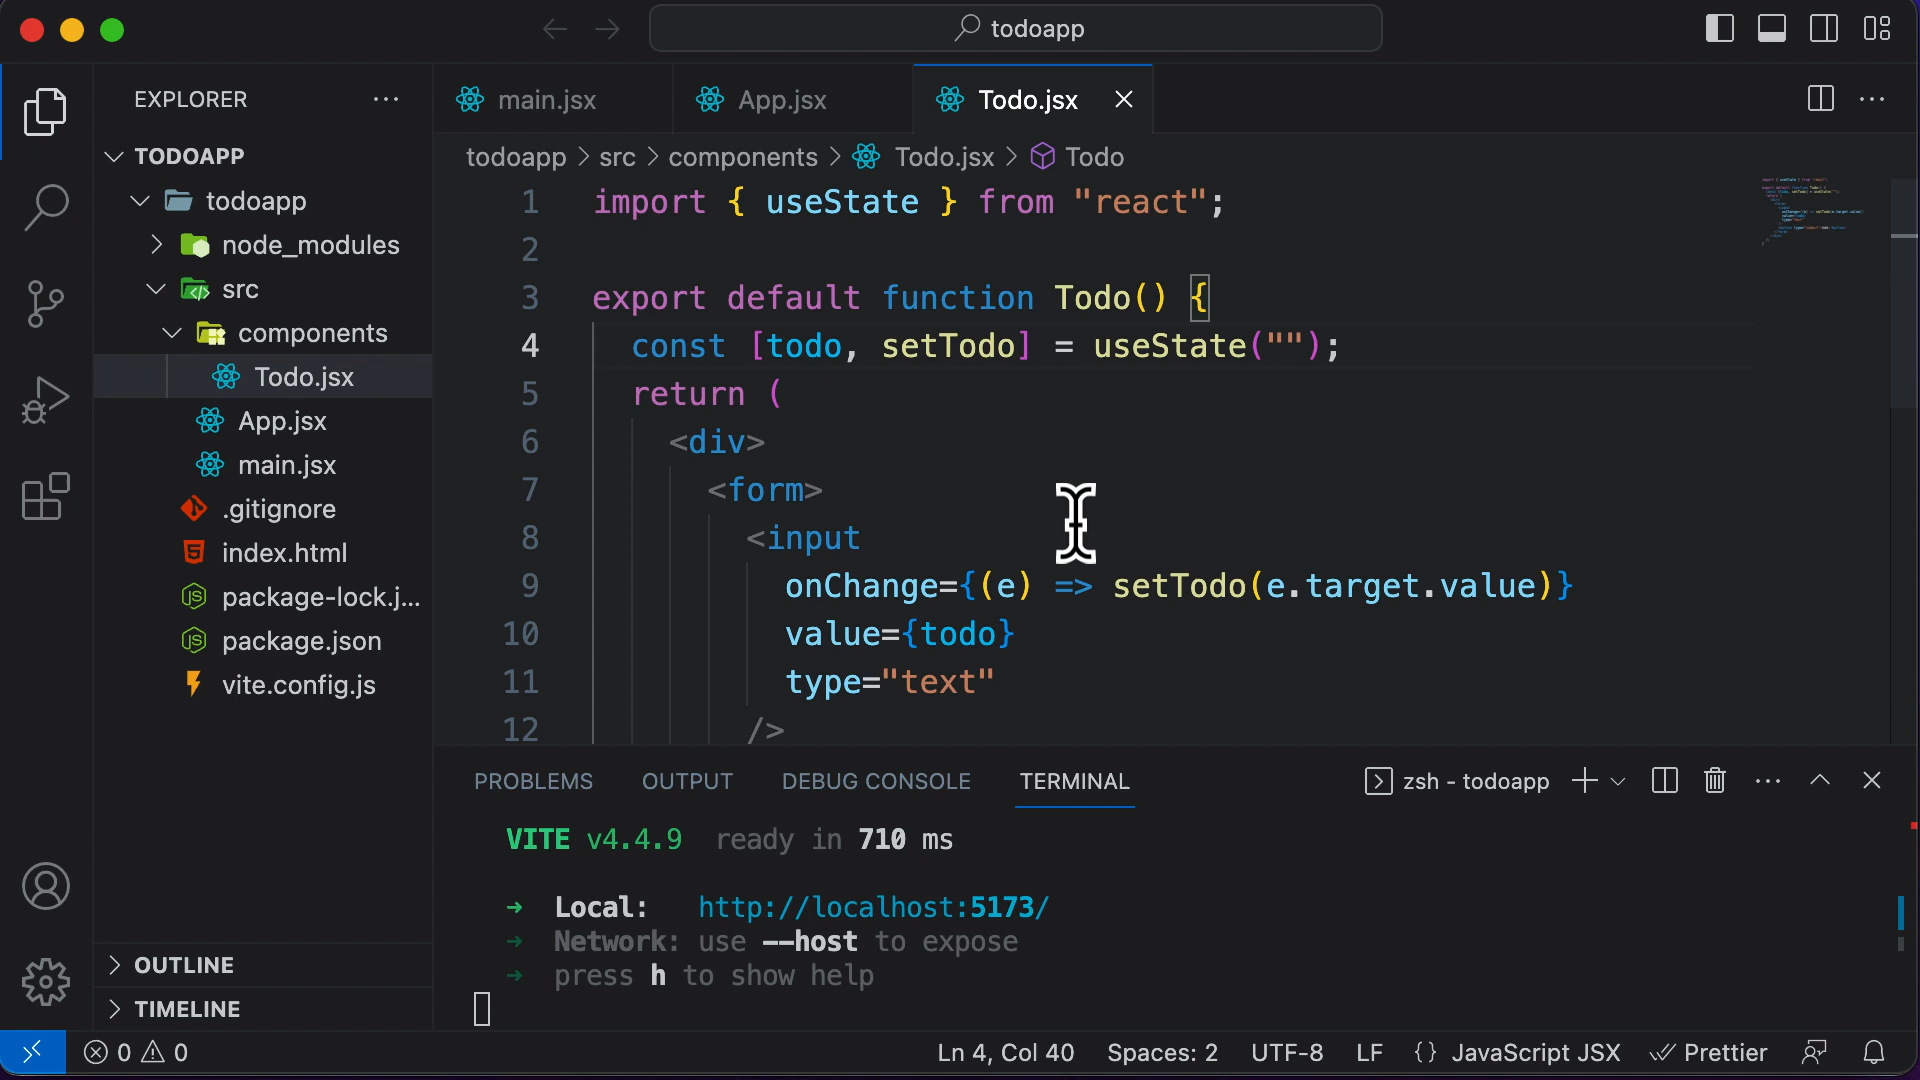 todoapp
EXPLORER
main.jsx
App.jsx
Todo.jsx
TODOAPP
todoapp
node_modules
src
components
Todo.jsx
App.jsx
main.jsx
.gitignore
index.html
package-lock.j...
package.json
vite.config.js
OUTLINE
TIMELINE
todoapp > src > components > Todo.jsx > Todo
1 import { useState } from "react";
2
3 export default function Todo() {
4 const [todo, setTodo] = useState("");
5 return (
6 <div>
7 <form>
8 <input
9 onChange={(e) => setTodo(e.target.value)}
10 value={todo}
11 type="text"
12 />
PROBLEMS OUTPUT DEBUG CONSOLE TERMINAL
zsh - todoapp
VITE v4.4.9 ready in 710 ms
➜ Local: http://localhost:5173/
➜ Network: use --host to expose
➜ press h to show help
0 0
Ln 4, Col 40 Spaces: 2 UTF-8 LF {} JavaScript JSX Prettier